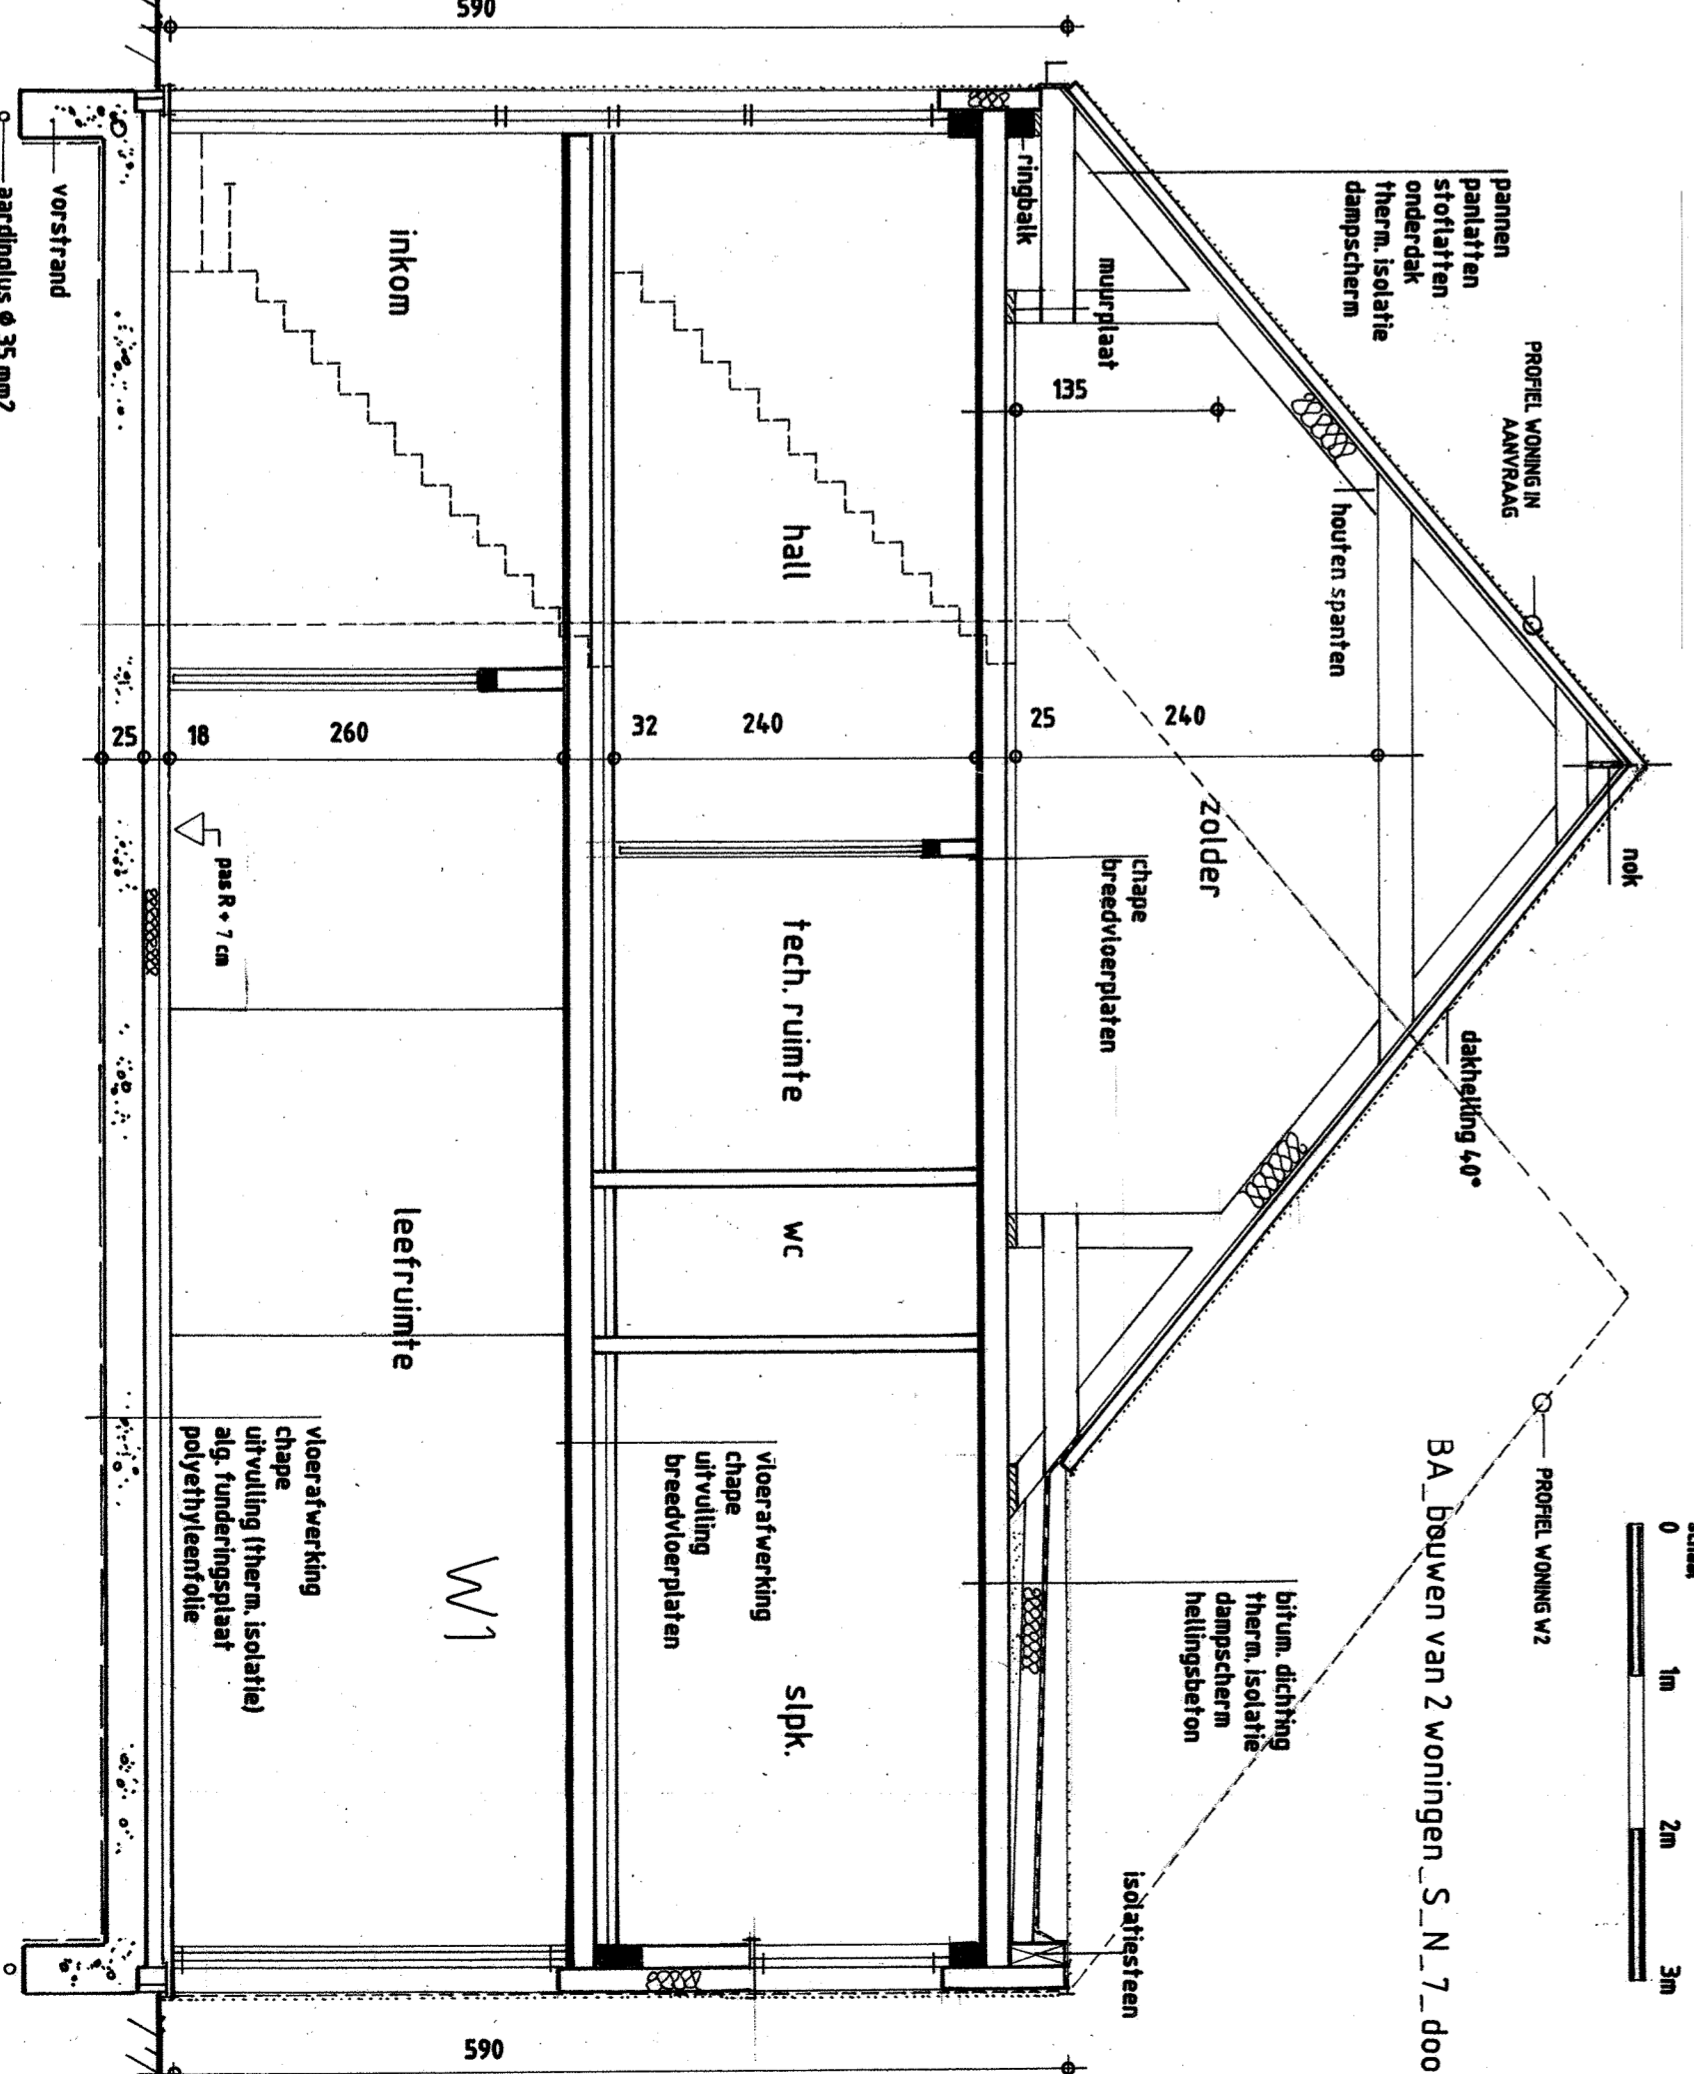 590
pannen
panlatten
stoflatten
onderdak
therm. isolatie
dampscherm
PROFIEL WONING IN
AANVRAAG
ringbalk
muurplaat
135
houten spanten
nok
dakhelling 40°
zolder
240
25
chape
breedvloerplaten
hall
240
32
tech. ruimte
wc
slpk.
inkom
260
18
25
pas R + 7 cm
leefruimte
W1
vloerafwerking
chape
uitvulling
breedvloerplaten
vloerafwerking
chape
uitvulling (therm. isolatie)
alg. funderingsplaat
polyethyleenfolie
bitum. dichting
therm. isolatie
dampscherm
hellingsbeton
isolatiesteen
PROFIEL WONING W2
BA_bouwen van 2 woningen_S_N_7_doo
0 1m 2m 3m
vorstrand
aardinglus ø 35 mm2
590